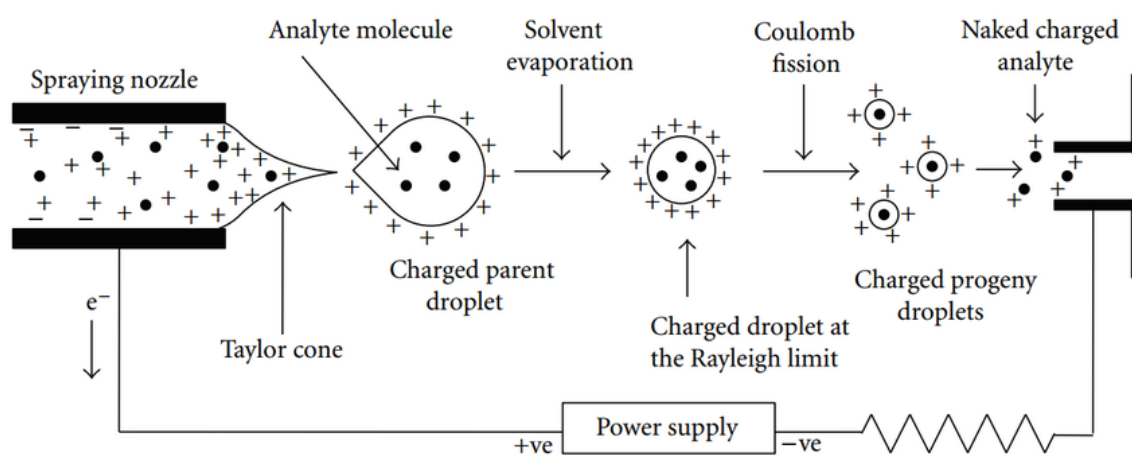 Analyte molecule
Solvent
evaporation
Coulomb
fission
Naked charged
analyte
Spraying nozzle
Charged parent
droplet
Charged progeny
droplets
e⁻
Taylor cone
Charged droplet at
the Rayleigh limit
+ve
Power supply
−ve